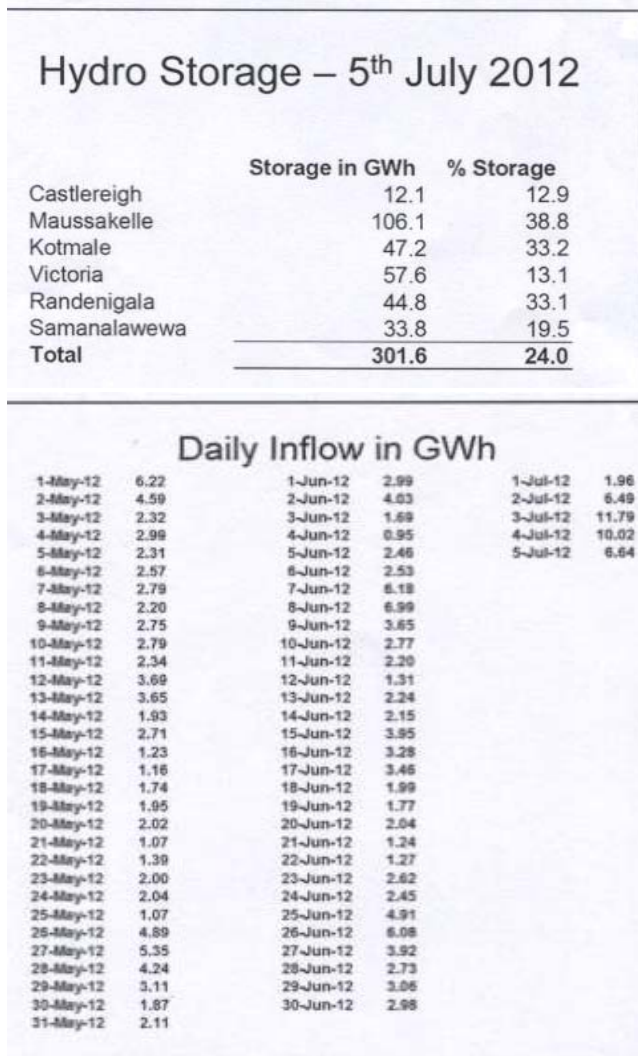 Hydro Storage – 5th July 2012
Storage in GWh % Storage
Castlereigh 12.1 12.9
Maussakelle 106.1 38.8
Kotmale 47.2 33.2
Victoria 57.6 13.1
Randenigala 44.8 33.1
Samanalawewa 33.8 19.5
Total 301.6 24.0
Daily Inflow in GWh
1-May-12 6.22 1-Jun-12 2.99 1-Jul-12 1.96
2-May-12 4.59 2-Jun-12 4.03 2-Jul-12 6.49
3-May-12 2.32 3-Jun-12 1.69 3-Jul-12 11.79
4-May-12 2.99 4-Jun-12 0.95 4-Jul-12 10.02
5-May-12 2.31 5-Jun-12 2.46 5-Jul-12 6.64
6-May-12 2.57 6-Jun-12 2.53
7-May-12 2.79 7-Jun-12 6.18
8-May-12 2.20 8-Jun-12 6.99
9-May-12 2.75 9-Jun-12 3.65
10-May-12 2.79 10-Jun-12 2.77
11-May-12 2.34 11-Jun-12 2.20
12-May-12 3.69 12-Jun-12 1.31
13-May-12 3.65 13-Jun-12 2.24
14-May-12 1.93 14-Jun-12 2.15
15-May-12 2.71 15-Jun-12 3.95
16-May-12 1.23 16-Jun-12 3.28
17-May-12 1.16 17-Jun-12 3.46
18-May-12 1.74 18-Jun-12 1.99
19-May-12 1.95 19-Jun-12 1.77
20-May-12 2.02 20-Jun-12 2.04
21-May-12 1.07 21-Jun-12 1.24
22-May-12 1.39 22-Jun-12 1.27
23-May-12 2.00 23-Jun-12 2.62
24-May-12 2.04 24-Jun-12 2.45
25-May-12 1.07 25-Jun-12 4.91
26-May-12 4.89 26-Jun-12 6.08
27-May-12 5.35 27-Jun-12 3.92
28-May-12 4.24 28-Jun-12 2.73
29-May-12 3.11 29-Jun-12 3.06
30-May-12 1.87 30-Jun-12 2.98
31-May-12 2.11